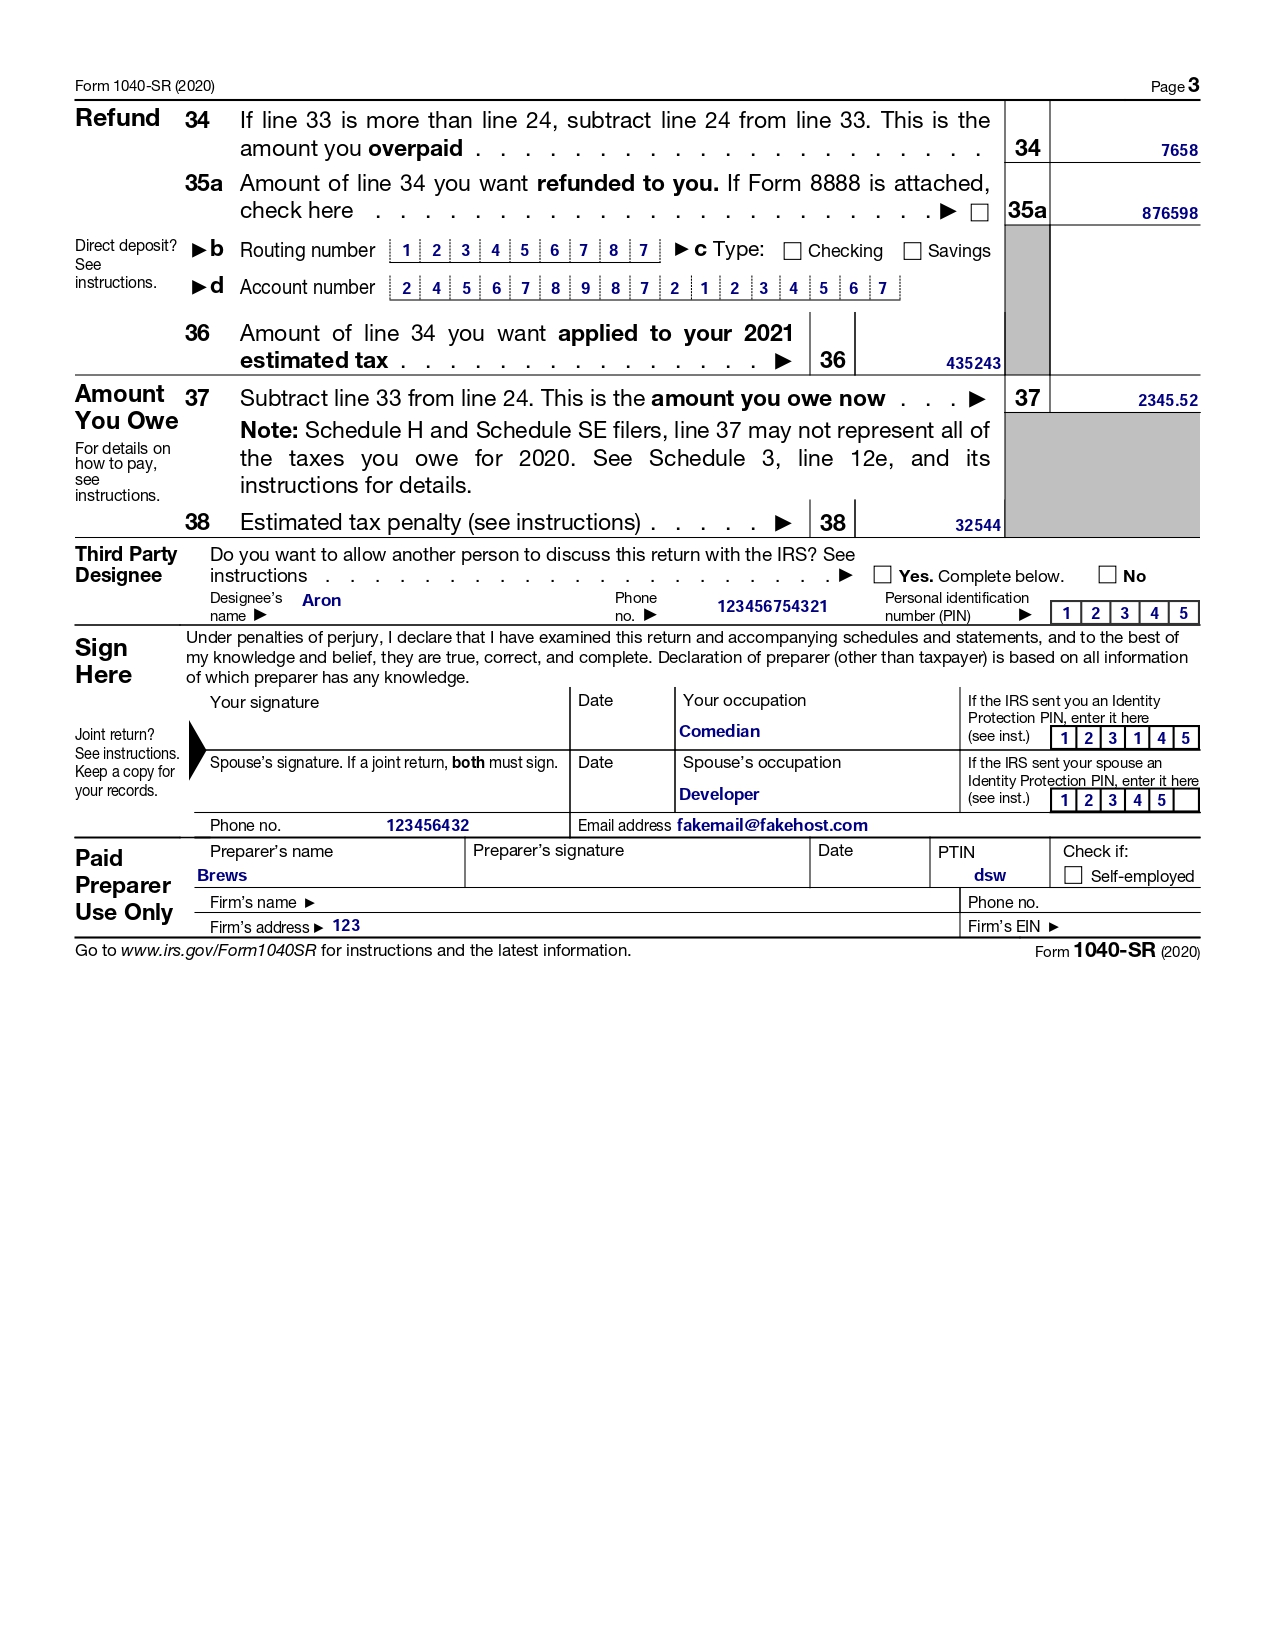 Form 1040-SR (2020) Page 3
Refund 34 If line 33 is more than line 24, subtract line 24 from line 33. This is the
amount you overpaid . . . . . . . . . . . . . . . . . . . . . 34 7658
35a Amount of line 34 you want refunded to you. If Form 8888 is attached,
check here . . . . . . . . . . . . . . . . . . . . . . . ▶ ☐ 35a 876598
Direct deposit?
See
instructions.
▶ b Routing number 1 2 3 4 5 6 7 8 7 ▶ c Type: ☐ Checking ☐ Savings
▶ d Account number 2 4 5 6 7 8 9 8 7 2 1 2 3 4 5 6 7
36 Amount of line 34 you want applied to your 2021
estimated tax . . . . . . . . . . . . . . . ▶ 36 435243
Amount
You Owe
For details on
how to pay,
see
instructions.
37 Subtract line 33 from line 24. This is the amount you owe now . . . ▶ 37 2345.52
Note: Schedule H and Schedule SE filers, line 37 may not represent all of
the taxes you owe for 2020. See Schedule 3, line 12e, and its
instructions for details.
38 Estimated tax penalty (see instructions) . . . . . ▶ 38 32544
Third Party
Designee
Do you want to allow another person to discuss this return with the IRS? See
instructions . . . . . . . . . . . . . . . . . . . . . ▶ ☐ Yes. Complete below. ☐ No
Designee's
name ▶ Aron
Phone
no. ▶ 123456754321
Personal identification
number (PIN) ▶ 1 2 3 4 5
Sign
Here
Under penalties of perjury, I declare that I have examined this return and accompanying schedules and statements, and to the best of
my knowledge and belief, they are true, correct, and complete. Declaration of preparer (other than taxpayer) is based on all information
of which preparer has any knowledge.
Joint return?
See instructions.
Keep a copy for
your records.
Your signature
Date
Your occupation
Comedian
If the IRS sent you an Identity
Protection PIN, enter it here
(see inst.) 1 2 3 1 4 5
Spouse's signature. If a joint return, both must sign.
Date
Spouse's occupation
Developer
If the IRS sent your spouse an
Identity Protection PIN, enter it here
(see inst.) 1 2 3 4 5
Phone no. 123456432 Email address fakemail@fakehost.com
Paid
Preparer
Use Only
Preparer's name
Brews
Preparer's signature
Date
PTIN
dsw
Check if:
☐ Self-employed
Firm's name ▶ Phone no.
Firm's address ▶ 123 Firm's EIN ▶
Go to www.irs.gov/Form1040SR for instructions and the latest information. Form 1040-SR (2020)